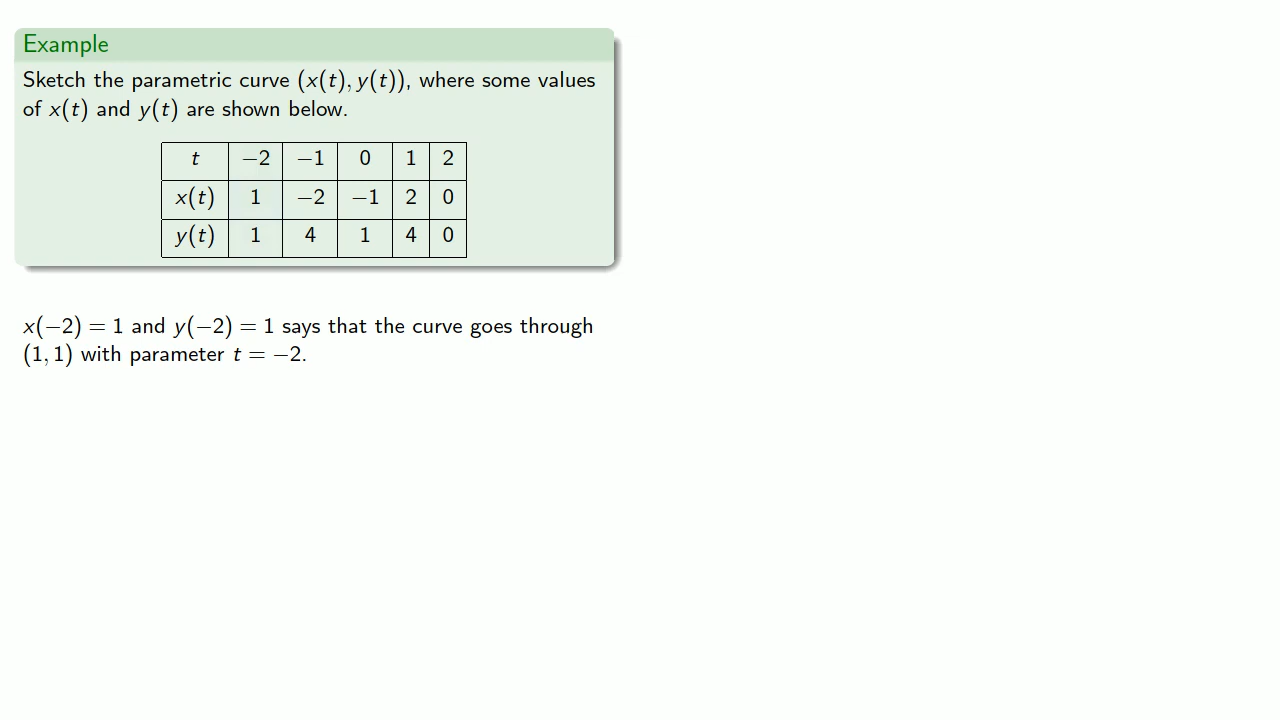 Example
Sketch the parametric curve (x(t), y(t)), where some values
of x(t) and y(t) are shown below.
t −2 −1 0 1 2
x(t) 1 −2 −1 2 0
y(t) 1 4 1 4 0
x(−2) = 1 and y(−2) = 1 says that the curve goes through
(1, 1) with parameter t = −2.